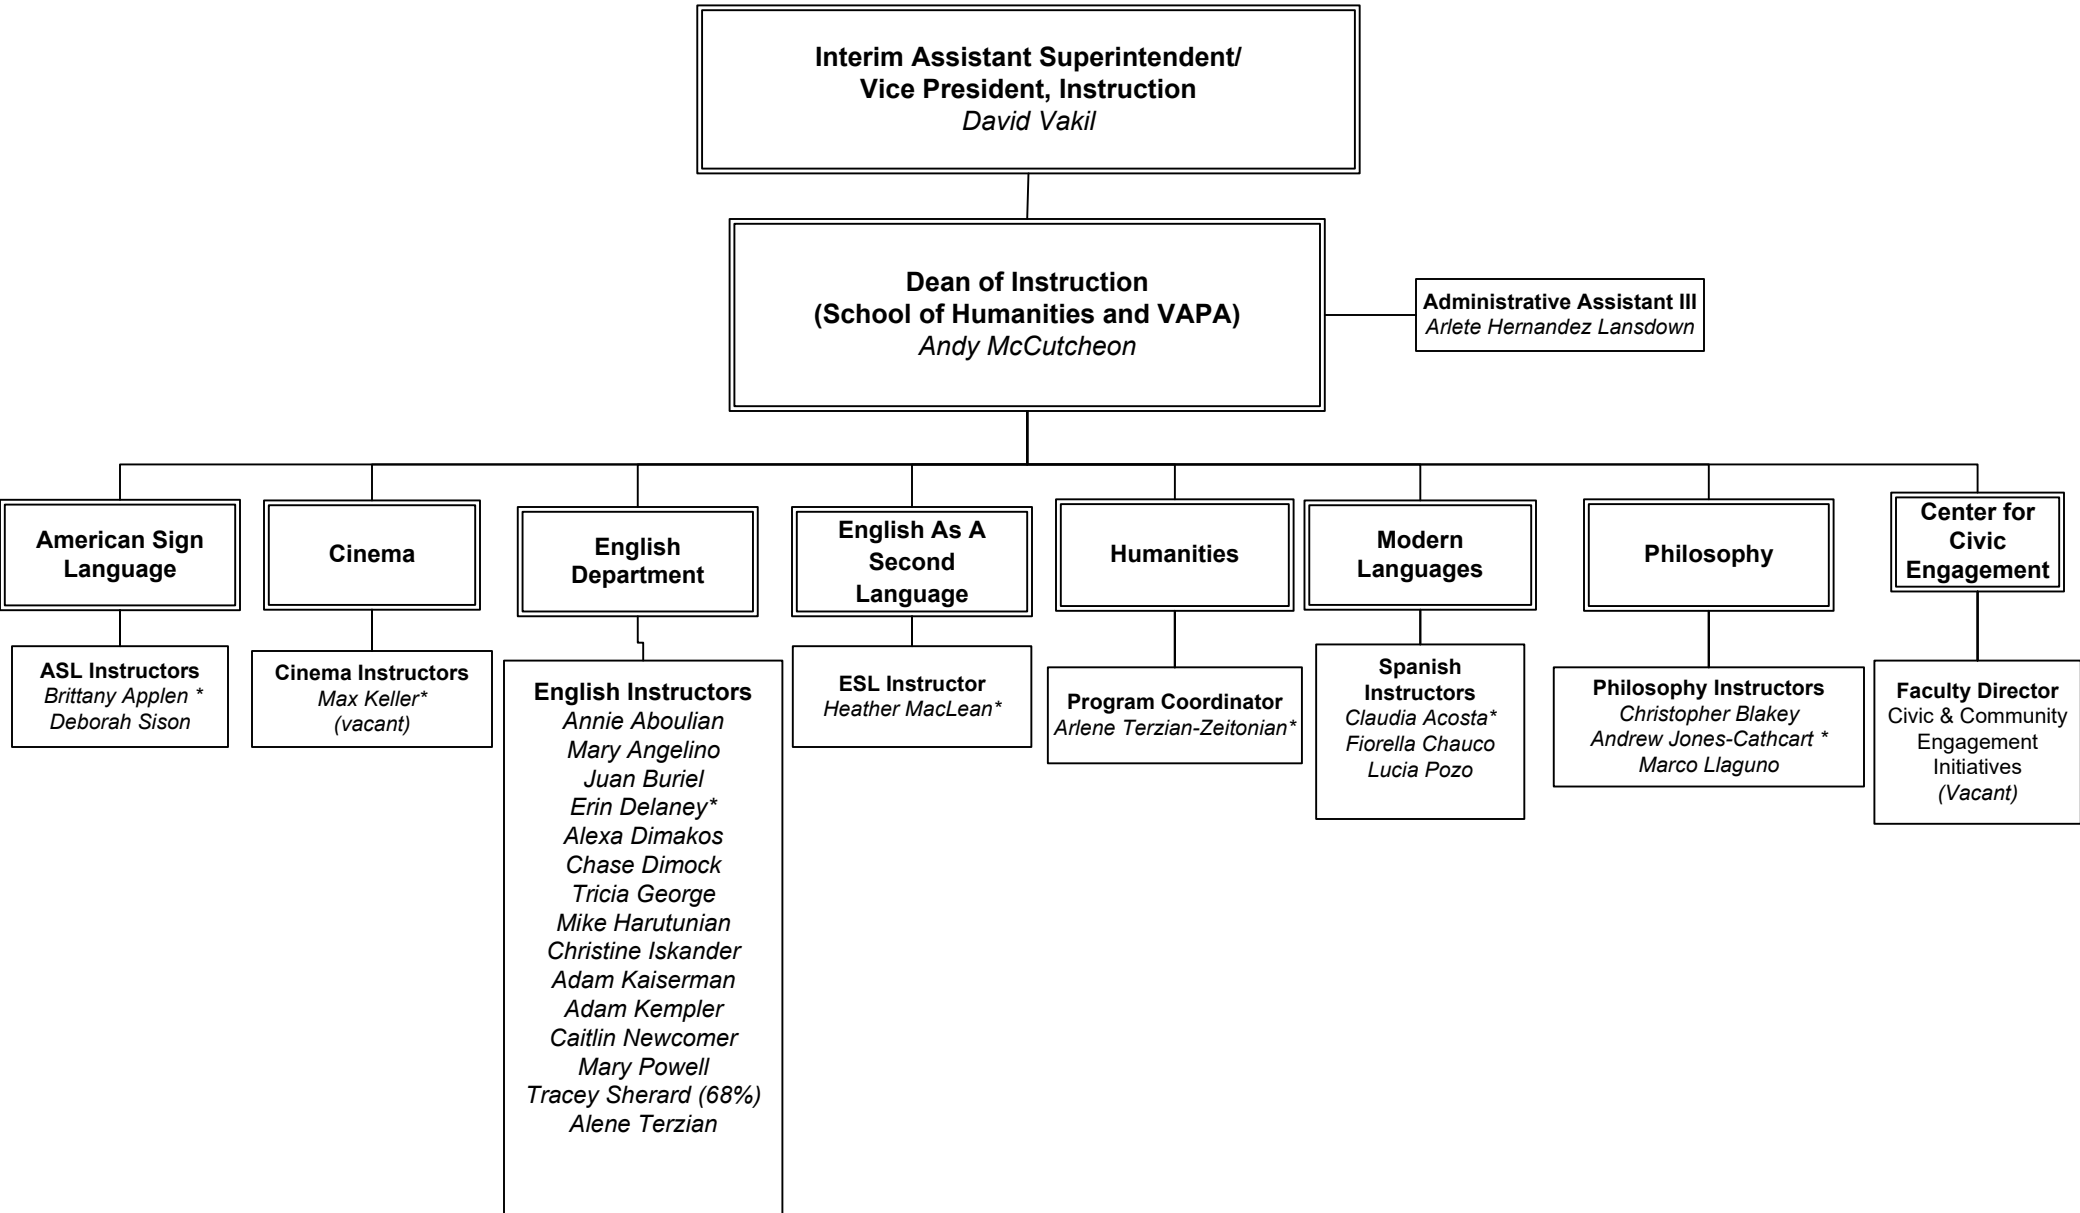 Interim Assistant Superintendent/
Vice President, Instruction
David Vakil
Dean of Instruction
(School of Humanities and VAPA)
Andy McCutcheon
Administrative Assistant III
Arlete Hernandez Lansdown
American Sign
Language
ASL Instructors
Brittany Applen *
Deborah Sison
Cinema
Cinema Instructors
Max Keller*
(vacant)
English
Department
English Instructors
Annie Aboulian
Mary Angelino
Juan Buriel
Erin Delaney*
Alexa Dimakos
Chase Dimock
Tricia George
Mike Harutunian
Christine Iskander
Adam Kaiserman
Adam Kempler
Caitlin Newcomer
Mary Powell
Tracey Sherard (68%)
Alene Terzian
English As A
Second
Language
ESL Instructor
Heather MacLean*
Humanities
Program Coordinator
Arlene Terzian-Zeitonian*
Modern
Languages
Spanish
Instructors
Claudia Acosta*
Fiorella Chauco
Lucia Pozo
Philosophy
Philosophy Instructors
Christopher Blakey
Andrew Jones-Cathcart *
Marco Llaguno
Center for
Civic
Engagement
Faculty Director
Civic & Community
Engagement
Initiatives
(Vacant)